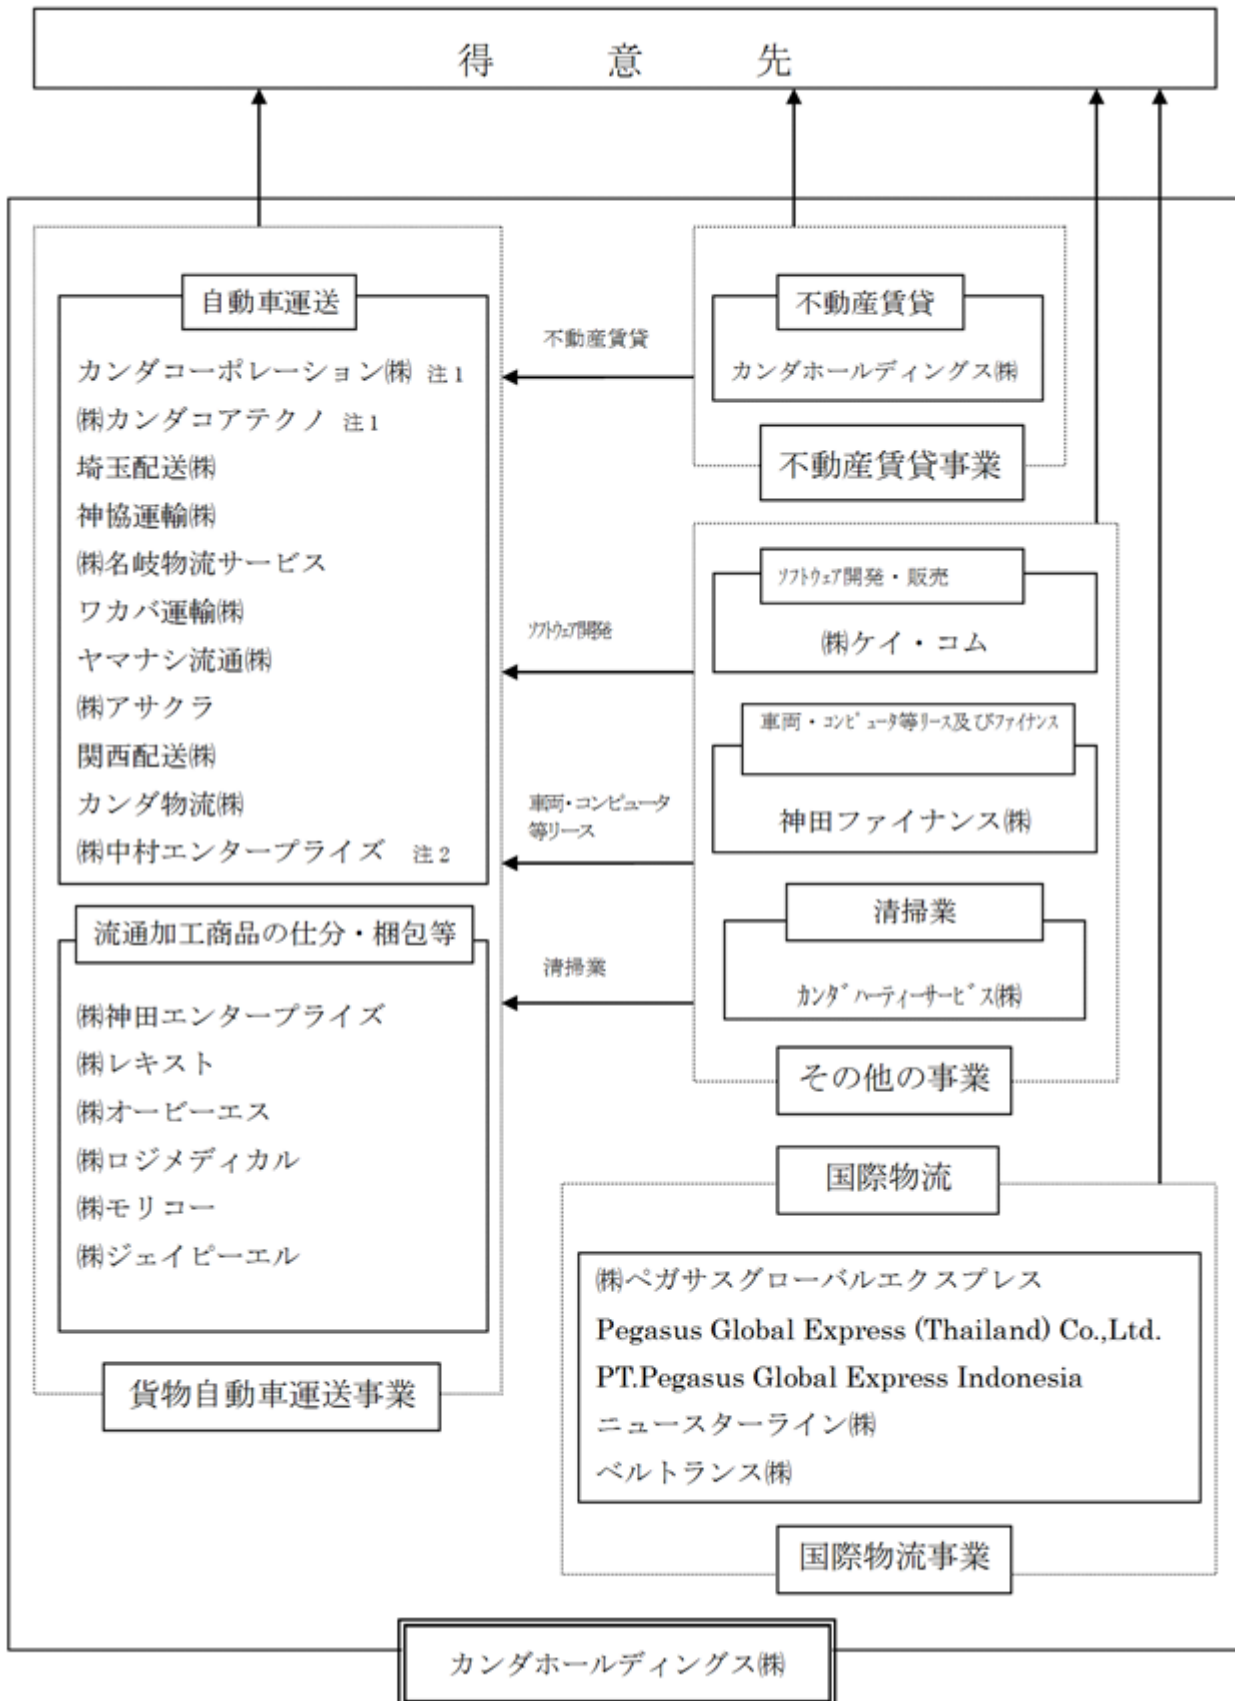 得意先
自動車運送
カンダコーポレーション㈱ 注1
㈱カンダコアテクノ 注1
埼玉配送㈱
神協運輸㈱
㈱名岐物流サービス
ワカバ運輸㈱
ヤマナシ流通㈱
㈱アサクラ
関西配送㈱
カンダ物流㈱
㈱中村エンタープライズ 注2
流通加工商品の仕分・梱包等
㈱神田エンタープライズ
㈱レキスト
㈱オービーエス
㈱ロジメディカル
㈱モリコー
㈱ジェイピーエル
貨物自動車運送事業
不動産賃貸
ソフトウェア開発
車両・コンピュータ
等リース
清掃業
不動産賃貸
カンダホールディングス㈱
不動産賃貸事業
ソフトウェア開発・販売
㈱ケイ・コム
車両・コンピュータ等リース及びファイナンス
神田ファイナンス㈱
清掃業
カンダハーティーサービス㈱
その他の事業
国際物流
㈱ペガサスグローバルエクスプレス
Pegasus Global Express (Thailand) Co.,Ltd.
PT.Pegasus Global Express Indonesia
ニュースターライン㈱
ベルトランス㈱
国際物流事業
カンダホールディングス㈱